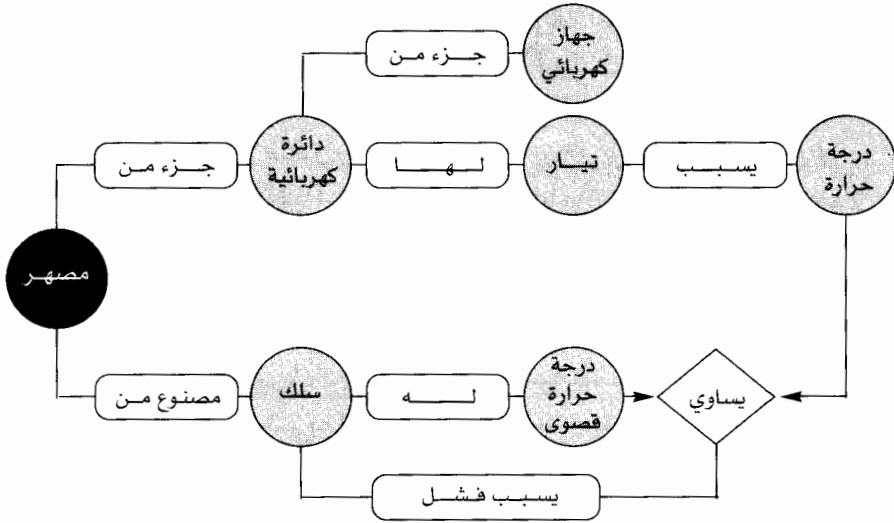 جهاز
كهربائي
جزء من
درجة
حرارة
يسبب
تيار
لها
دائرة
كهربائية
جزء من
مصهر
يساوي
درجة
حرارة
قصوى
له
سلك
مصنوع من
يسبب فشل